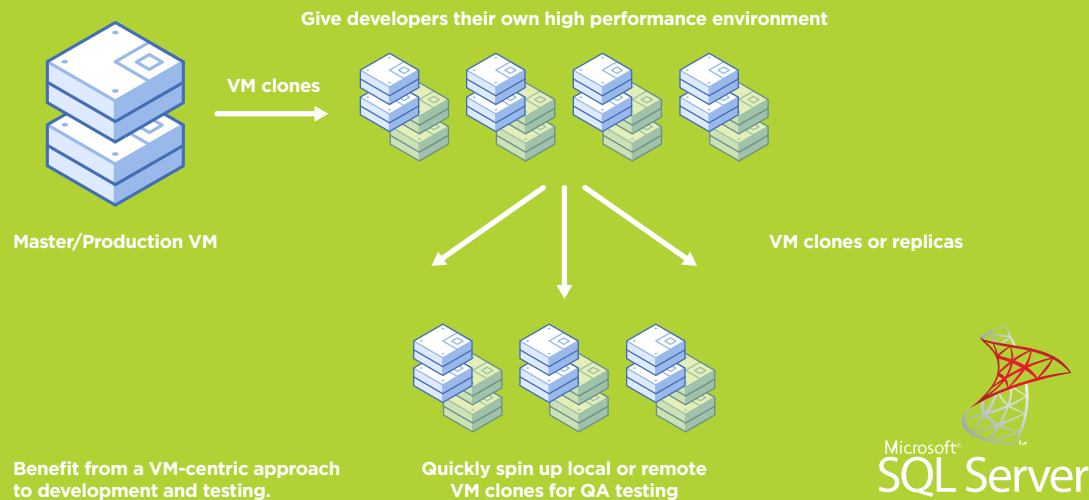 Give developers their own high performance environment
VM clones
Master/Production VM
VM clones or replicas
Benefit from a VM-centric approach
to development and testing.
Quickly spin up local or remote
VM clones for QA testing
Microsoft®
SQL Server